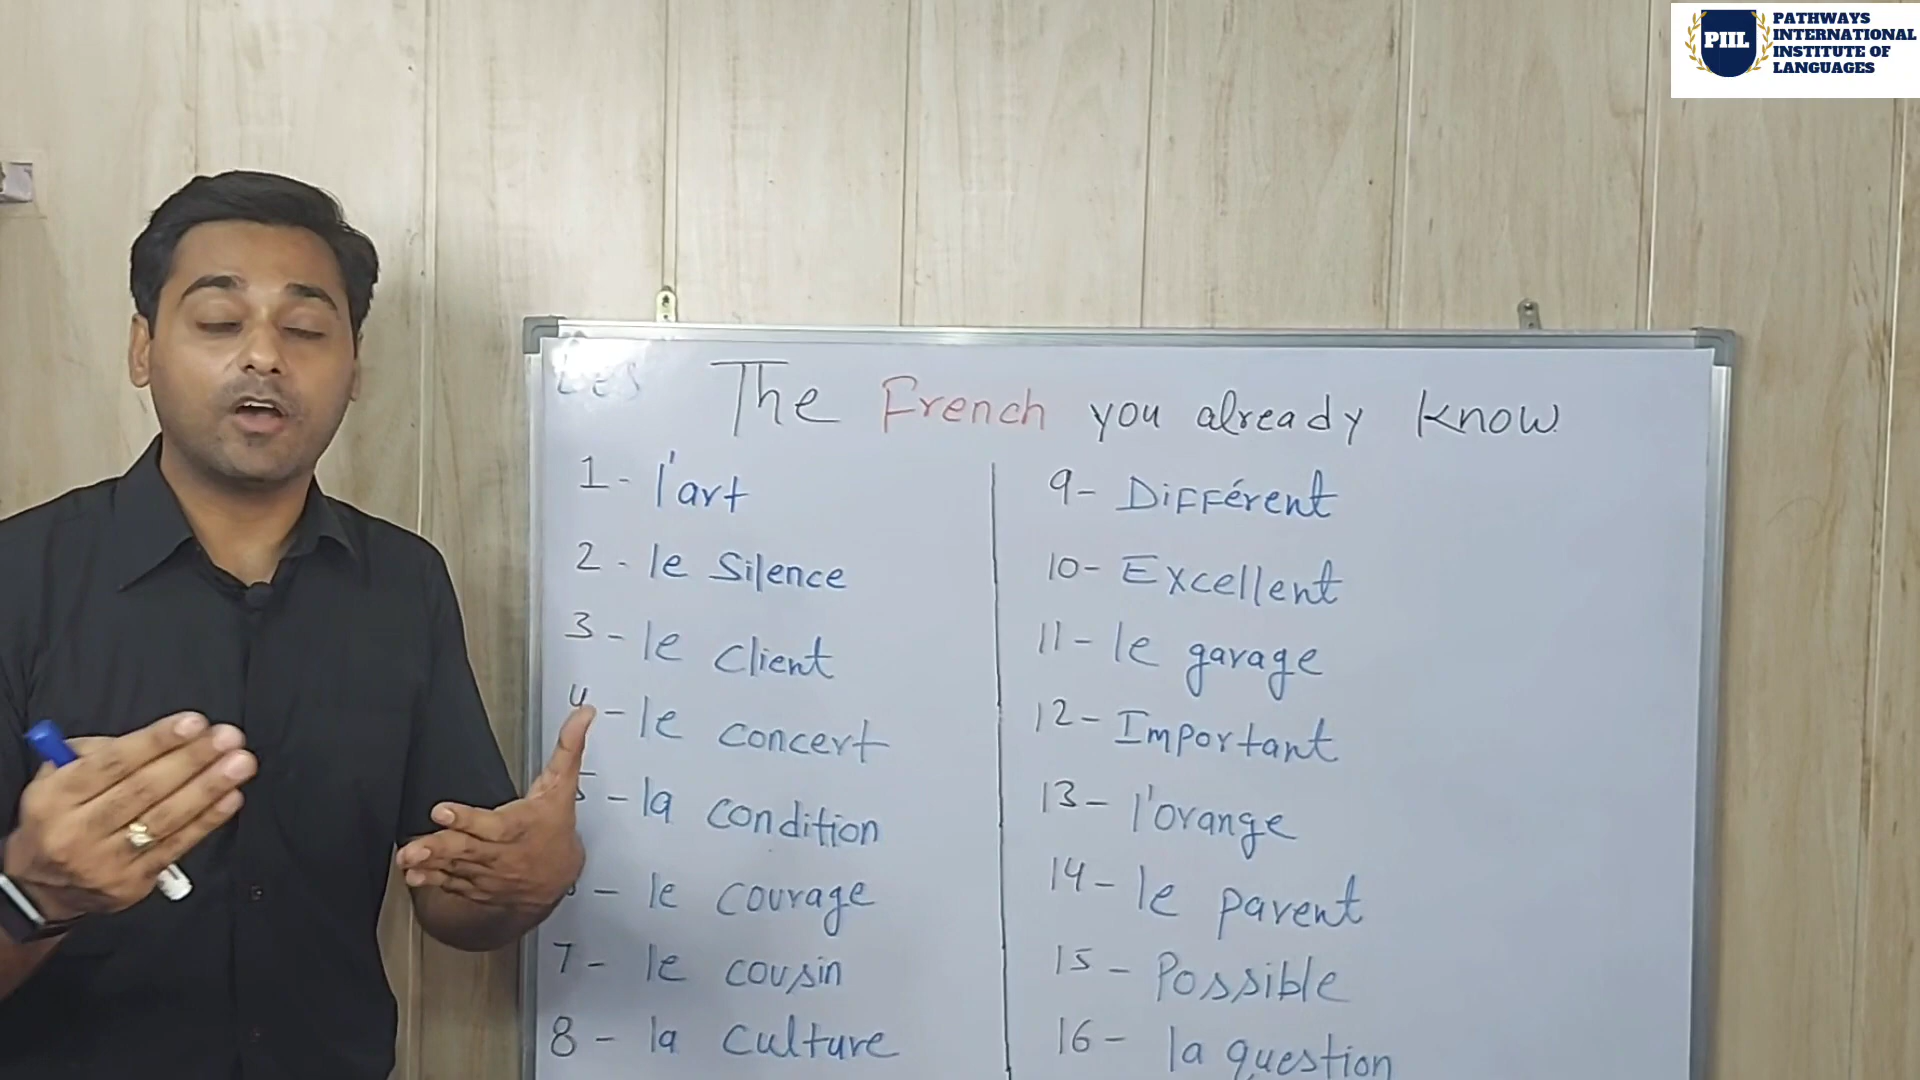 PIIL
PATHWAYS
INTERNATIONAL
INSTITUTE OF
LANGUAGES
The French you already know
1 - l'art
2 - le silence
3 - le client
4 - le concert
5 - la condition
- le courage
7 - le cousin
8 - la culture
9 - Différent
10 - Excellent
11 - le garage
12 - Important
13 - l'orange
14 - le parent
15 - Possible
16 - la question